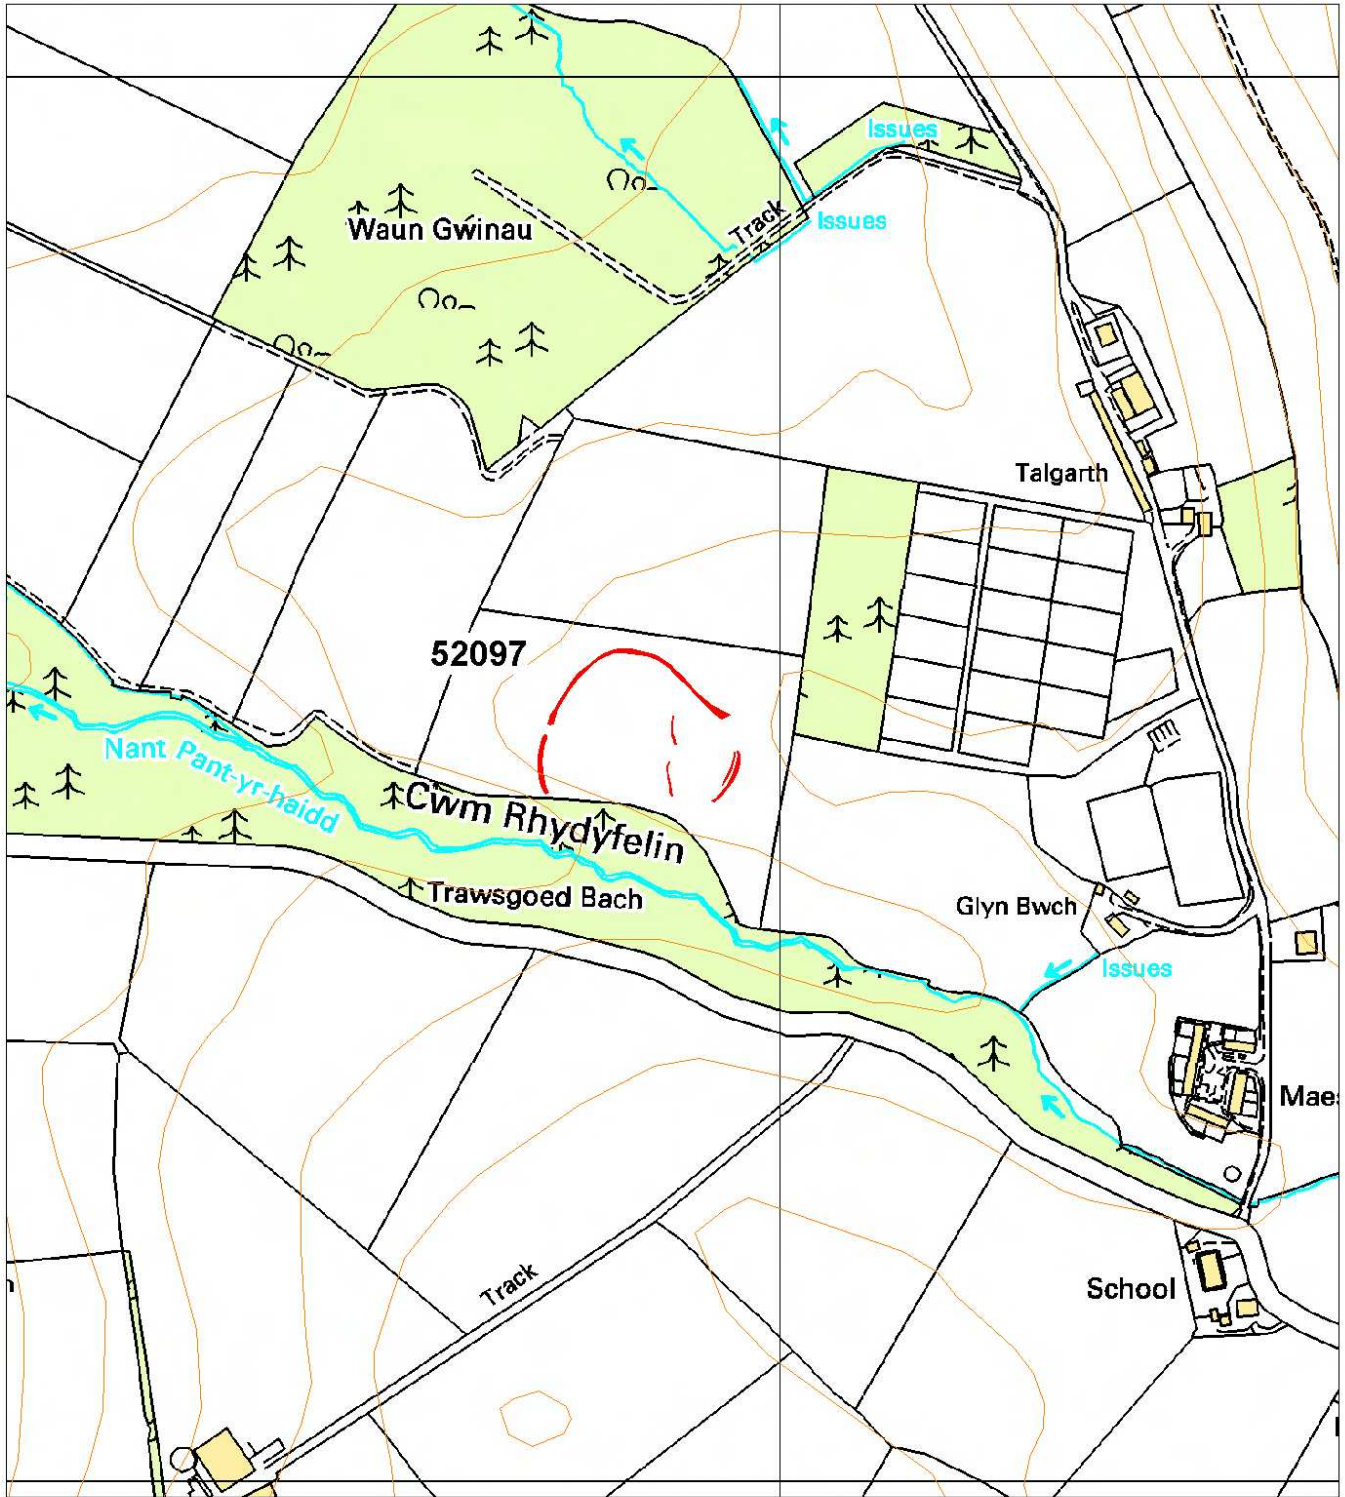 Issues
Track
Issues
Waun Gwinau
Talgarth
52097
Nant Pant-yr-haidd
Cwm Rhydyfelin
Trawsgoed Bach
Glyn Bwch
Issues
Maes
School
Track